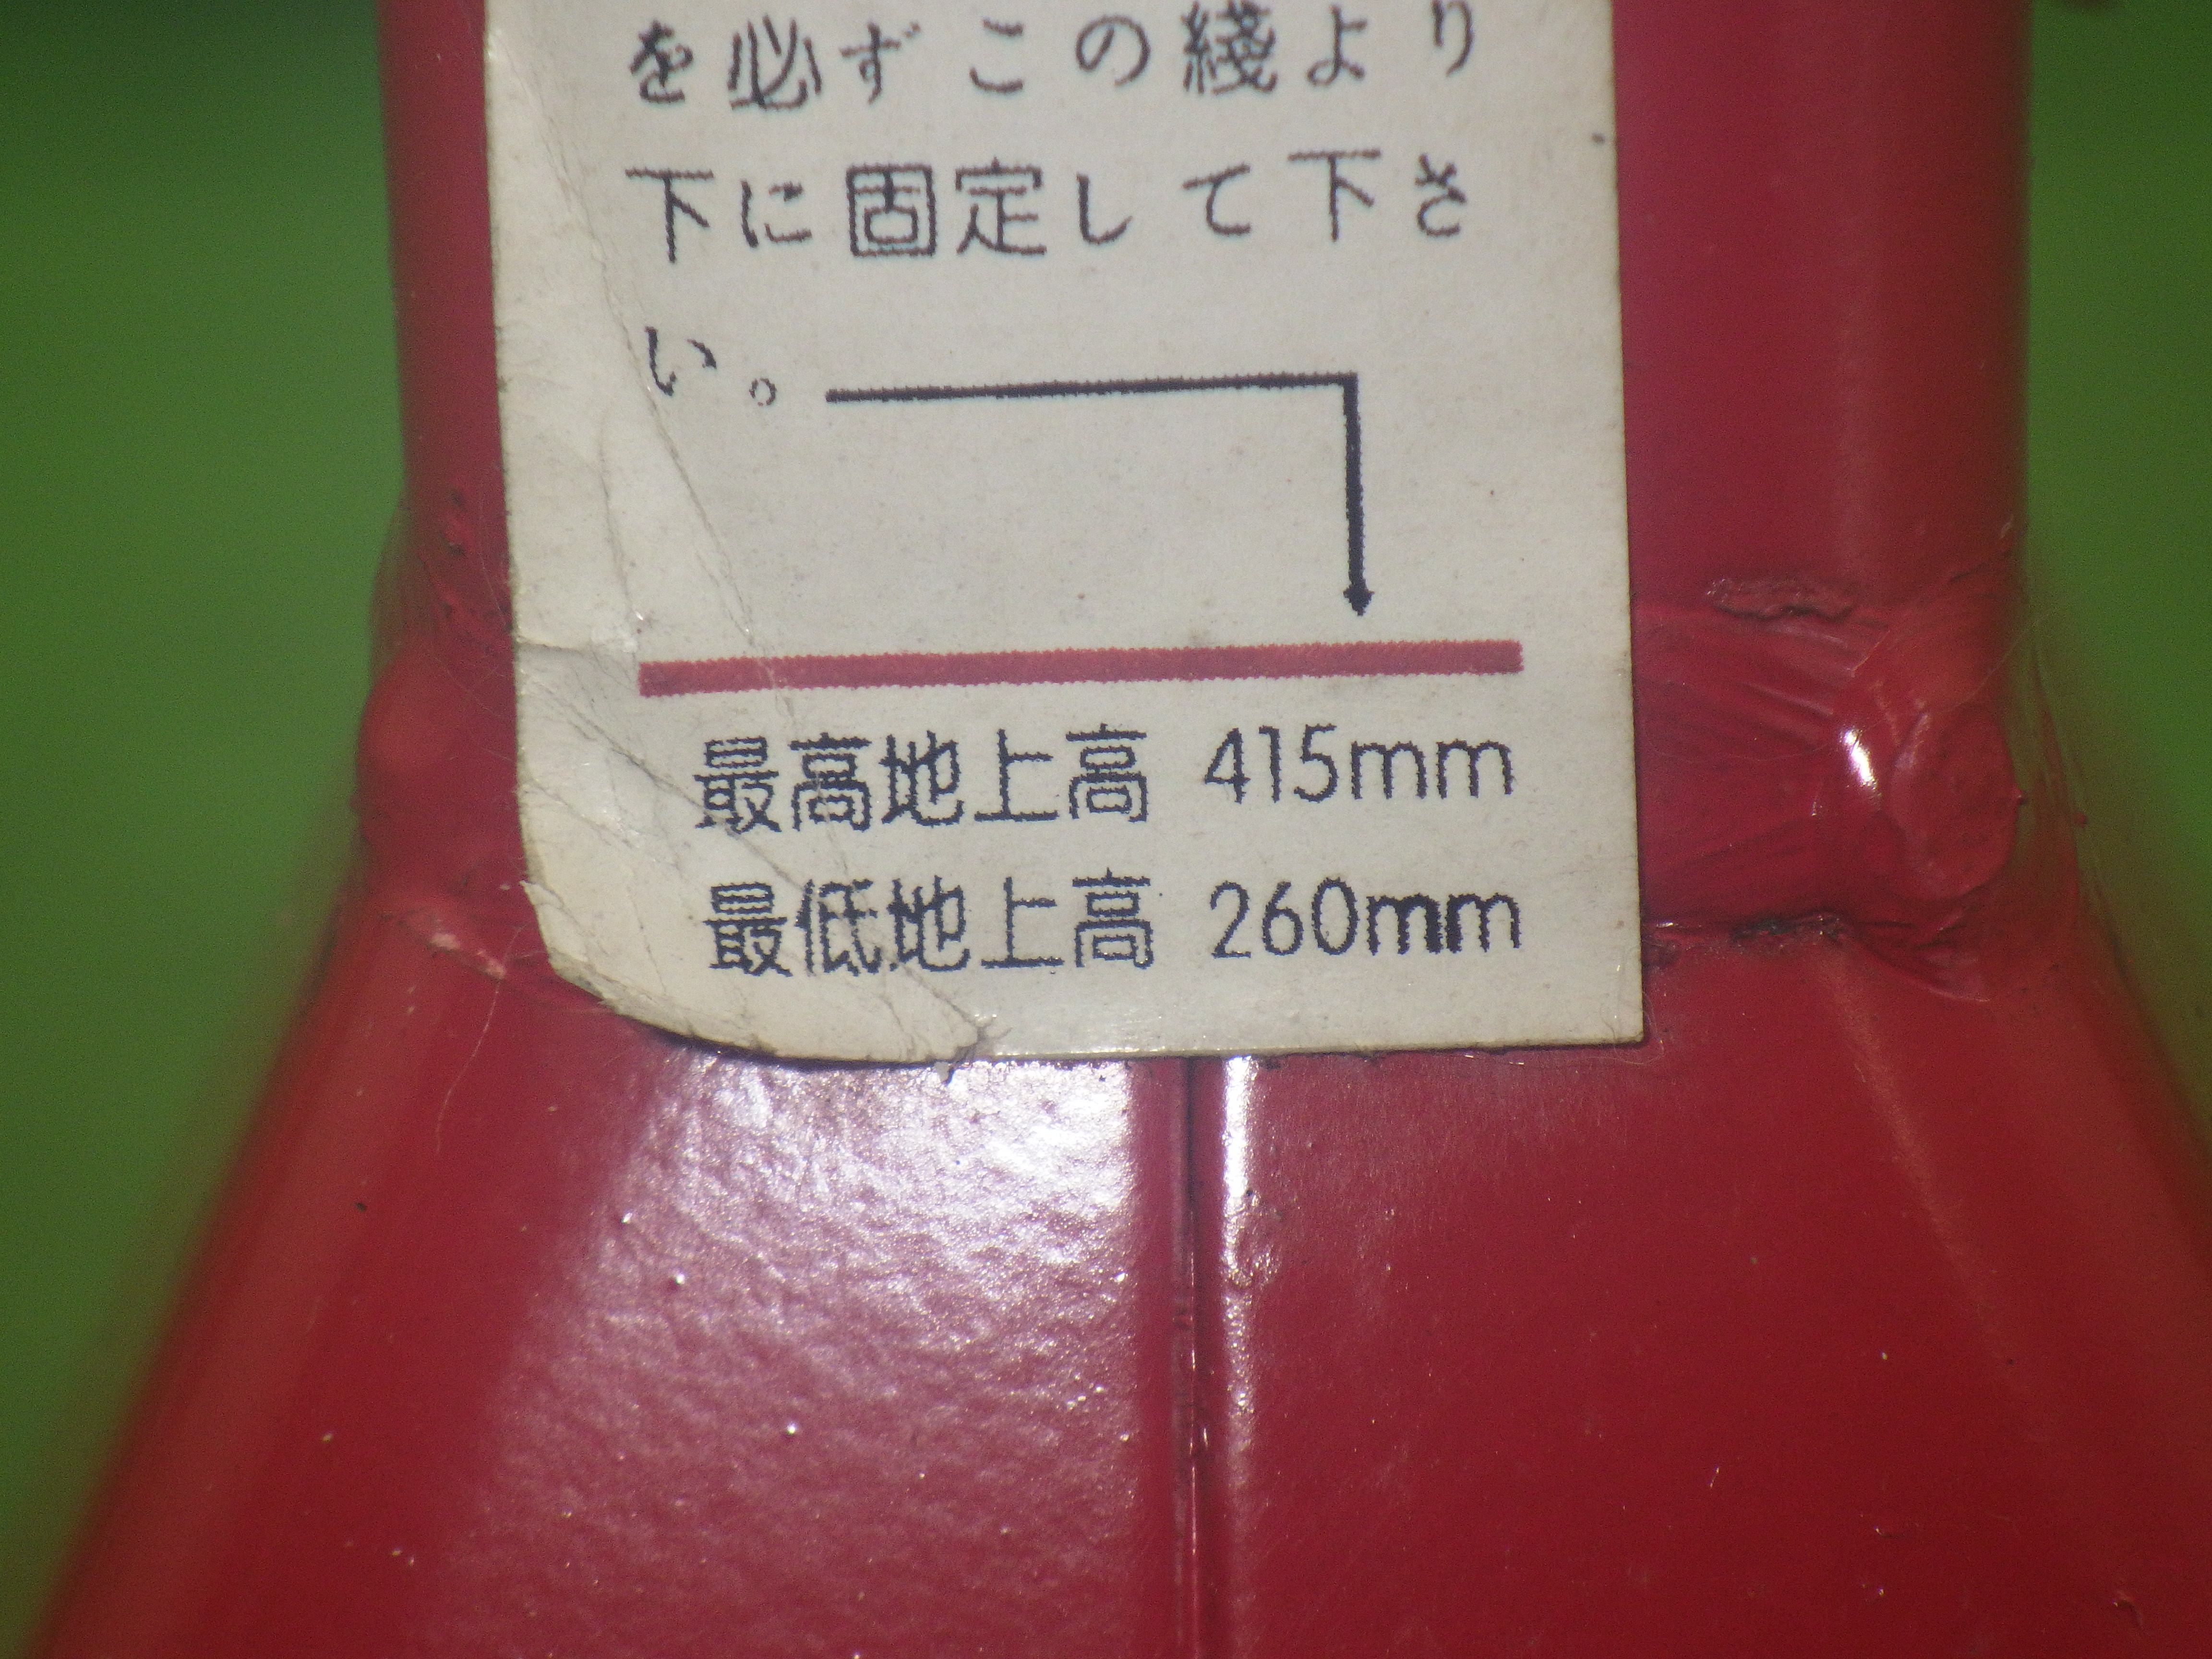 を必ずこの綫より
下に固定して下さ
い。
最高地上高 415mm
最低地上高 260mm